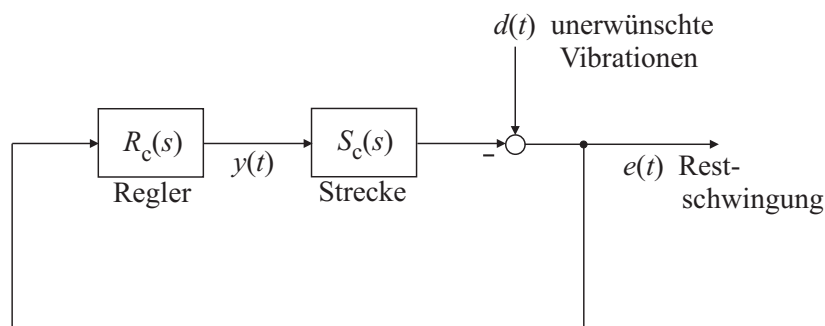 d(t) unerwünschte
Vibrationen
R_c(s)
S_c(s)
-
y(t)
e(t) Rest-
schwingung
Regler
Strecke